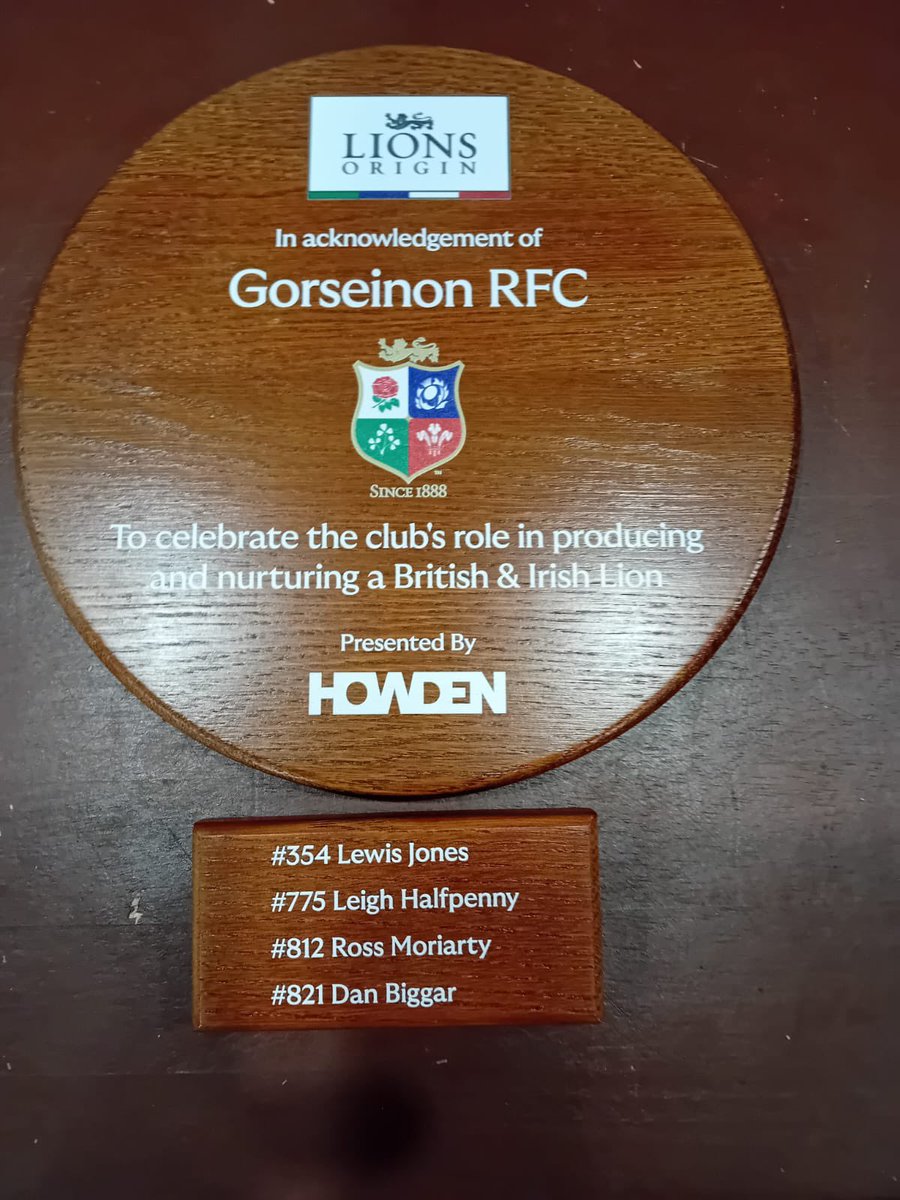 LIONS
ORIGIN
In acknowledgement of
Gorseinon RFC
TM
SINCE 1888
To celebrate the club's role in producing
and nurturing a British & Irish Lion
Presented By
HOWDEN
#354 Lewis Jones
#775 Leigh Halfpenny
#812 Ross Moriarty
#821 Dan Biggar